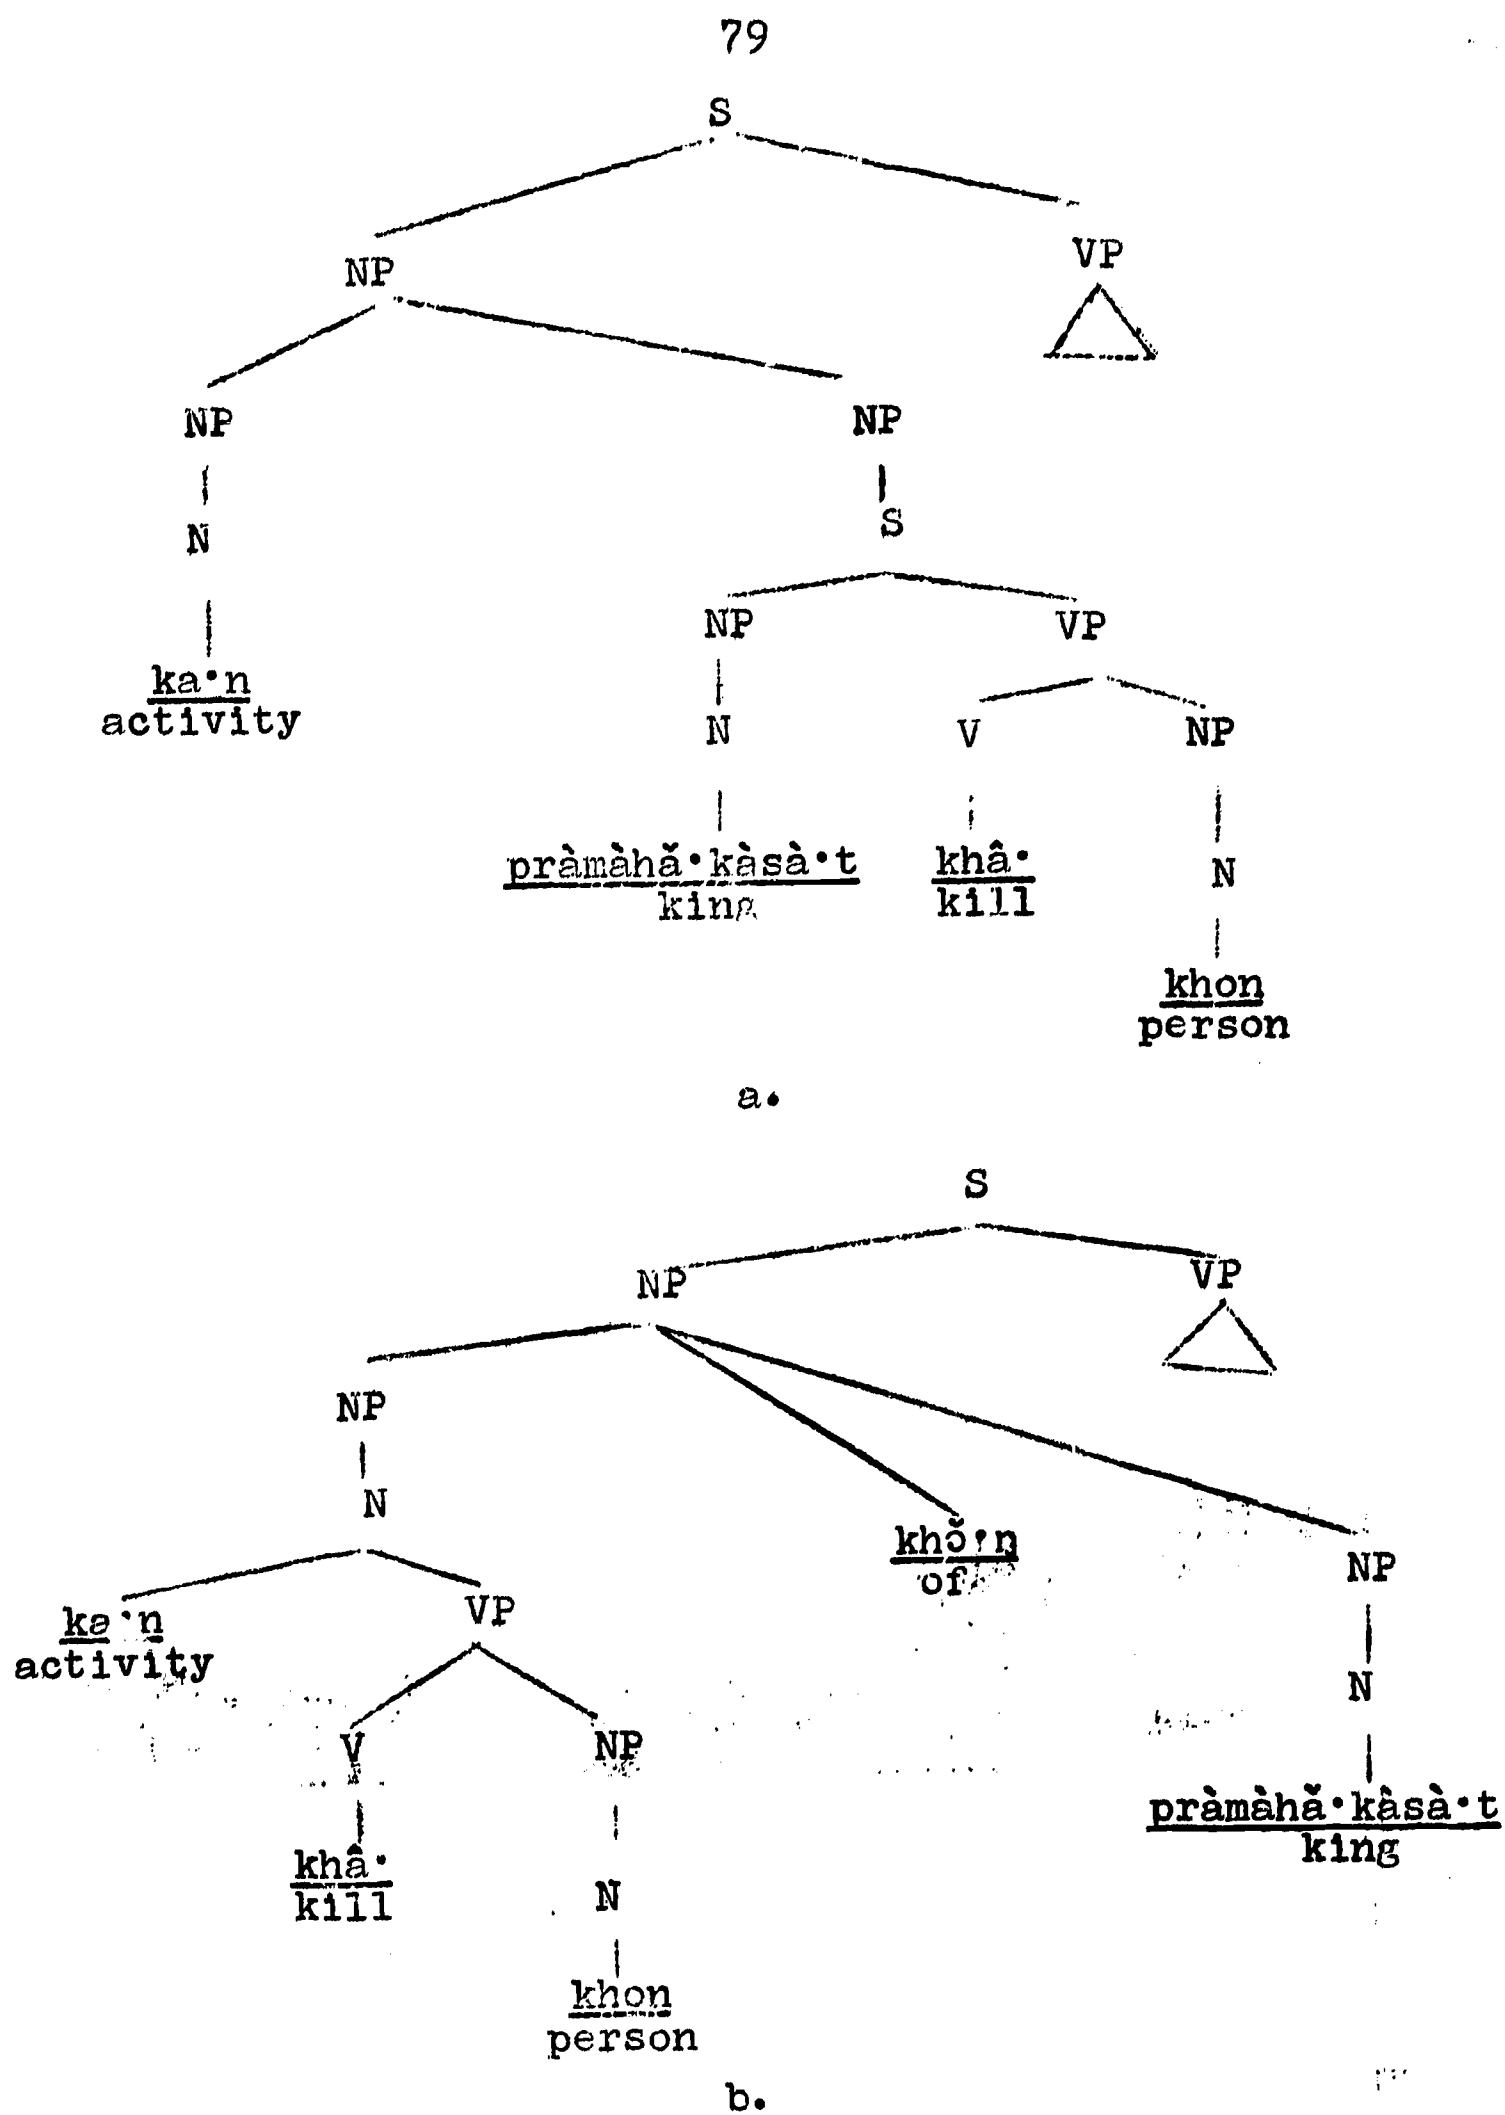 79
S
NP VP
NP NP
N S
NP VP
ka·n
activity
N V NP
pràmàhǎ·kàsà·t khâ· N
king kill
khon
person
a.
S
NP VP
NP
N
khɔ̌·ŋ
of
NP
ka·n VP
activity
N
V NP
pràmàhǎ·kàsà·t
king
khâ· N
kill
khon
person
b.